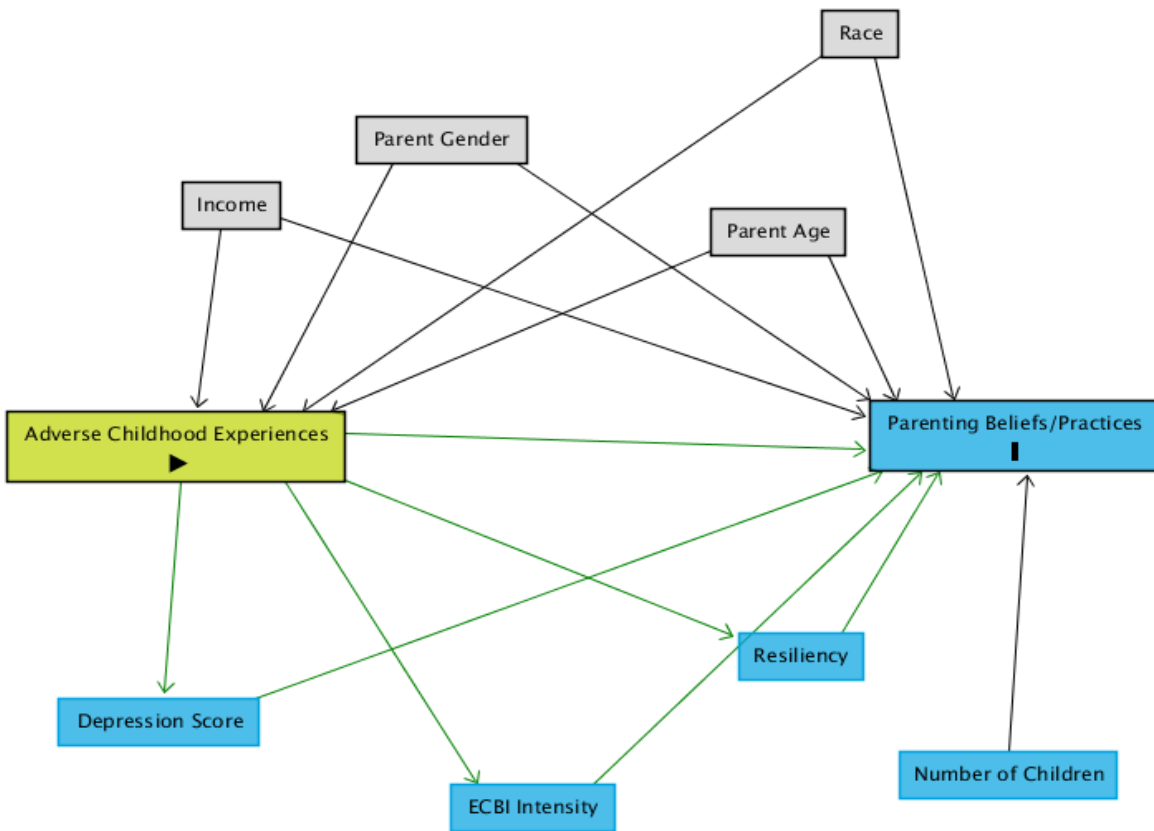 Race
Parent Gender
Income
Parent Age
Adverse Childhood Experiences
Parenting Beliefs/Practices
Resiliency
Depression Score
Number of Children
ECBI Intensity